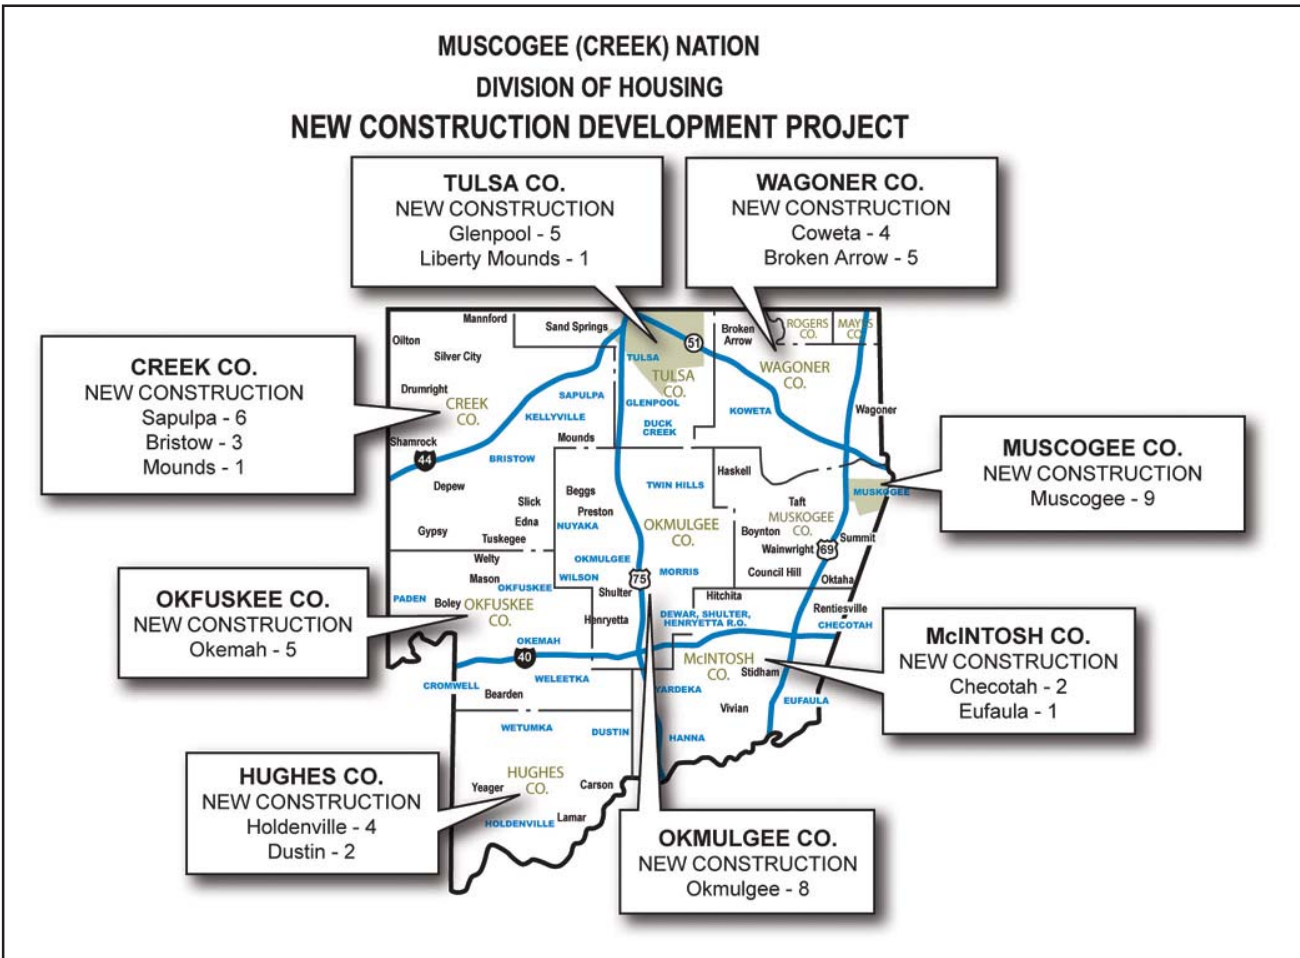 MUSCOGEE (CREEK) NATION
DIVISION OF HOUSING
NEW CONSTRUCTION DEVELOPMENT PROJECT
TULSA CO.
NEW CONSTRUCTION
Glenpool - 5
Liberty Mounds - 1
WAGONER CO.
NEW CONSTRUCTION
Coweta - 4
Broken Arrow - 5
CREEK CO.
NEW CONSTRUCTION
Sapulpa - 6
Bristow - 3
Mounds - 1
MUSCOGEE CO.
NEW CONSTRUCTION
Muscogee - 9
OKFUSKEE CO.
NEW CONSTRUCTION
Okemah - 5
McINTOSH CO.
NEW CONSTRUCTION
Checotah - 2
Eufaula - 1
HUGHES CO.
NEW CONSTRUCTION
Holdenville - 4
Dustin - 2
OKMULGEE CO.
NEW CONSTRUCTION
Okmulgee - 8
Mannford
Sand Springs
Oilton
Silver City
Drumright
CREEK
CO.
Shamrock
44
Depew
Gypsy
Slick
Edna
Tuskegee
BRISTOW
KELLYVILLE
SAPULPA
Mounds
TULSA
TULSA
CO.
51
GLENPOOL
DUCK
CREEK
Broken
Arrow
ROGERS
CO.
MAYES
CO.
WAGONER
CO.
KOWETA
Wagoner
Haskell
TWIN HILLS
Beggs
Preston
NUYAKA
OKMULGEE
CO.
OKMULGEE
WILSON
75
MORRIS
Shulter
Henryetta
Taft
MUSKOGEE
CO.
MUSKOGEE
Boynton
Wainwright
69
Summit
Council Hill
Oktaha
Hitchita
Rentiesville
CHECOTAH
DEWAR, SHULTER,
HENRYETTA R.O.
Welty
Mason
OKFUSKEE
PADEN
Boley
OKFUSKEE
CO.
OKEMAH
40
CROMWELL
WELEETKA
Bearden
McINTOSH
CO.
Stidham
YARDEKA
Vivian
EUFAULA
HANNA
WETUMKA
DUSTIN
HUGHES
CO.
Yeager
Carson
HOLDENVILLE
Lamar